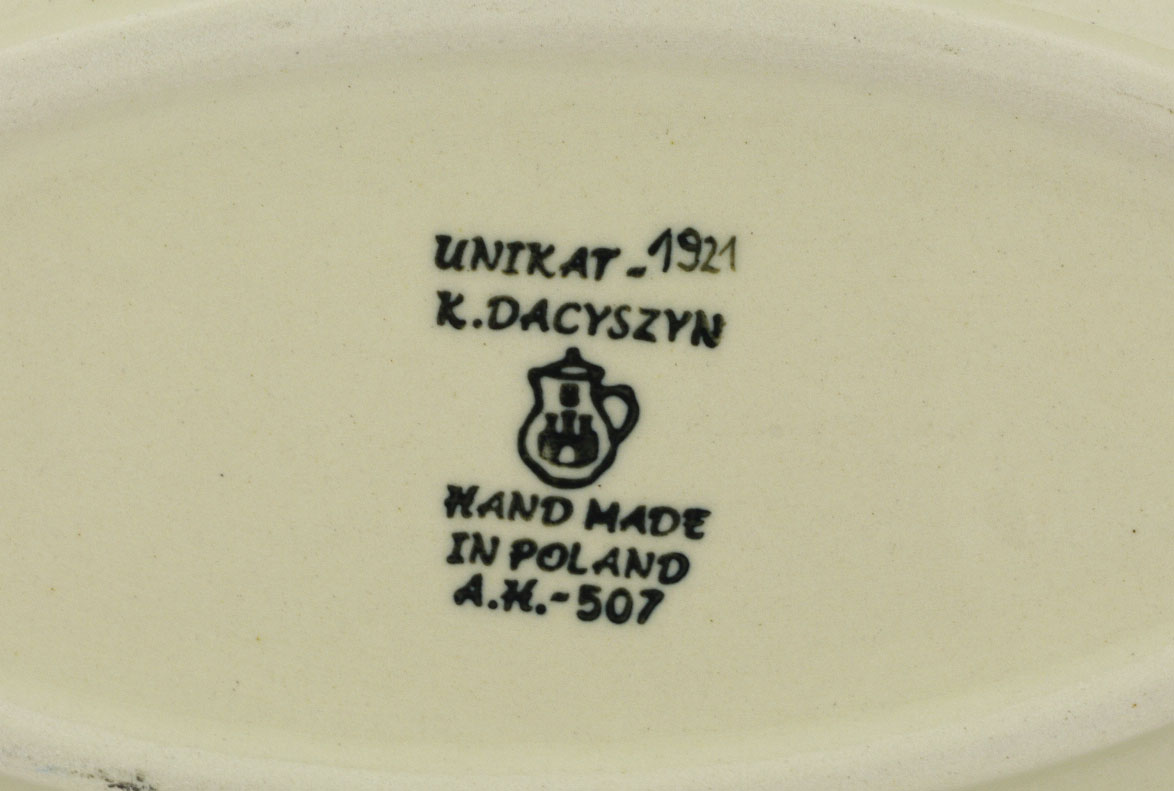 UNIKAT - 1921
K. DACYSZYN
HAND MADE
IN POLAND
A.H.-507